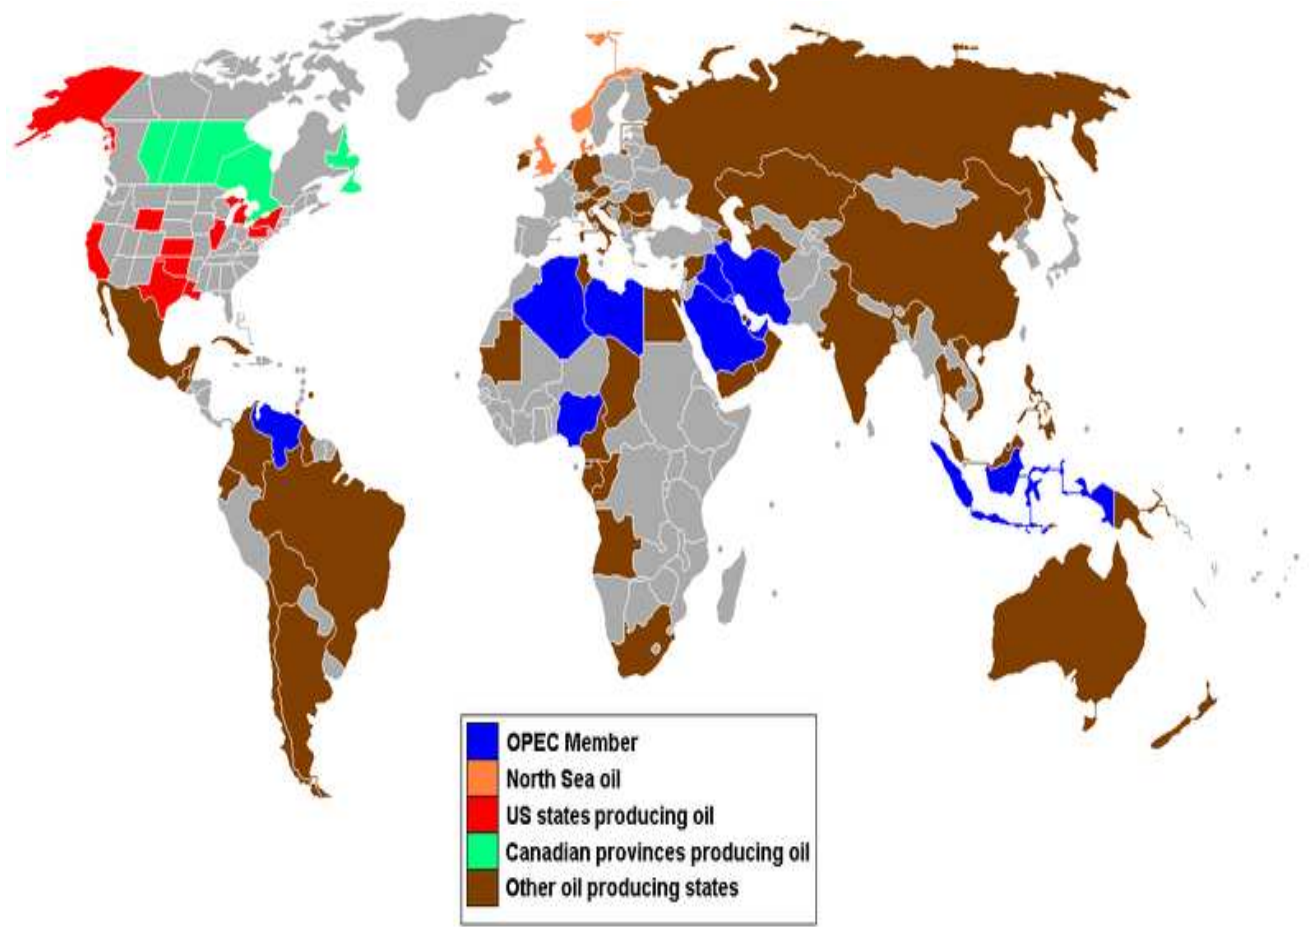 OPEC Member
North Sea oil
US states producing oil
Canadian provinces producing oil
Other oil producing states